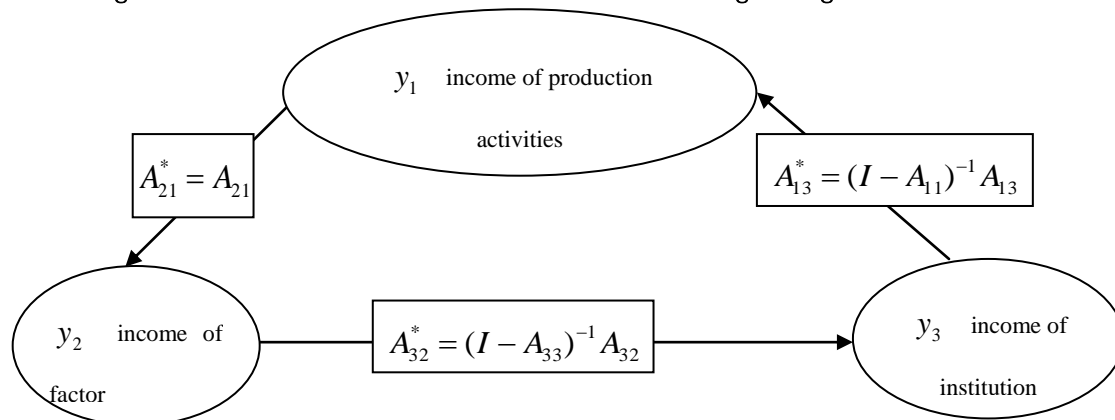 y₁ income of production
activities
A*₂₁ = A₂₁
A*₁₃ = (I − A₁₁)⁻¹ A₁₃
y₂ income of
factor
A*₃₂ = (I − A₃₃)⁻¹ A₃₂
y₃ income of
institution